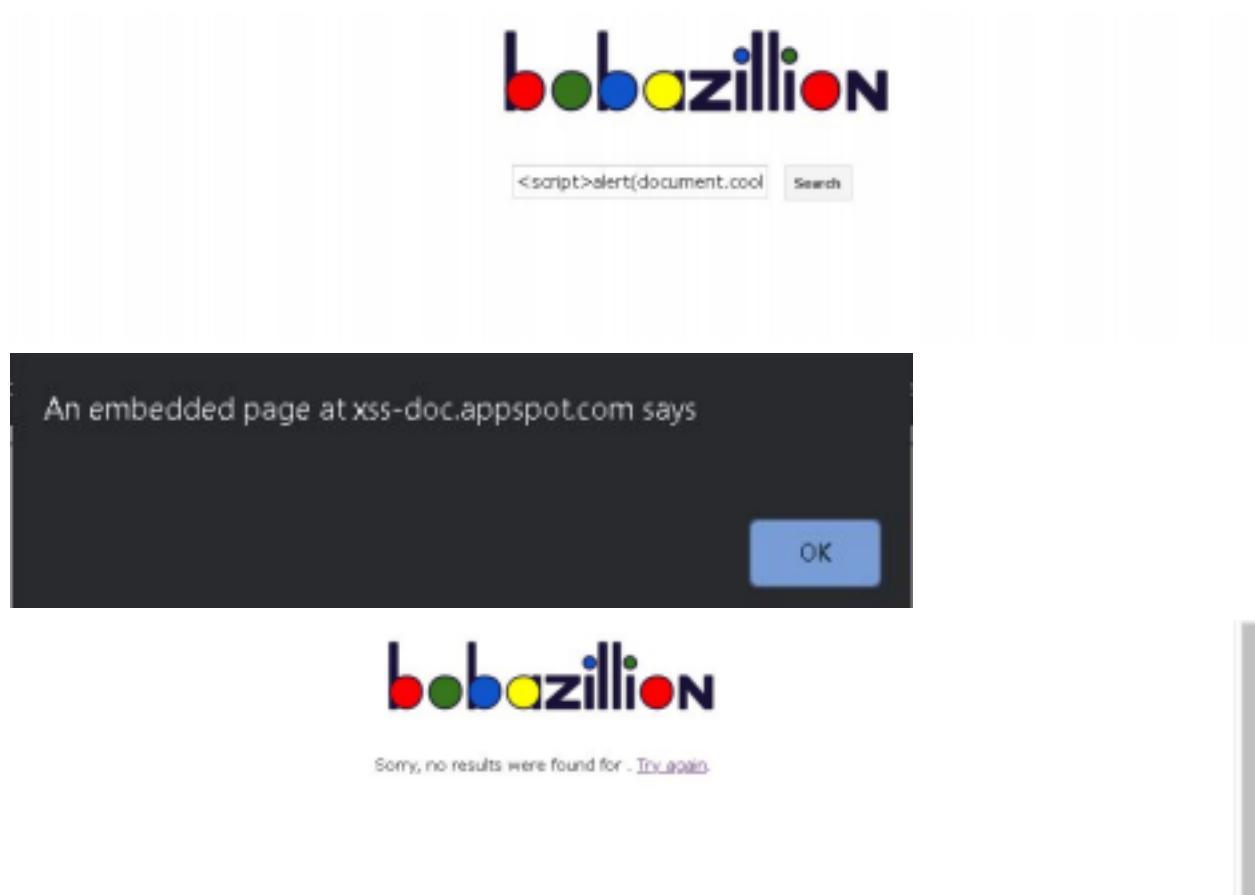 bobazillion
<script>alert(document.cool
Search
An embedded page at xss-doc.appspot.com says
OK
bobazillion
Sorry, no results were found for . Try again.